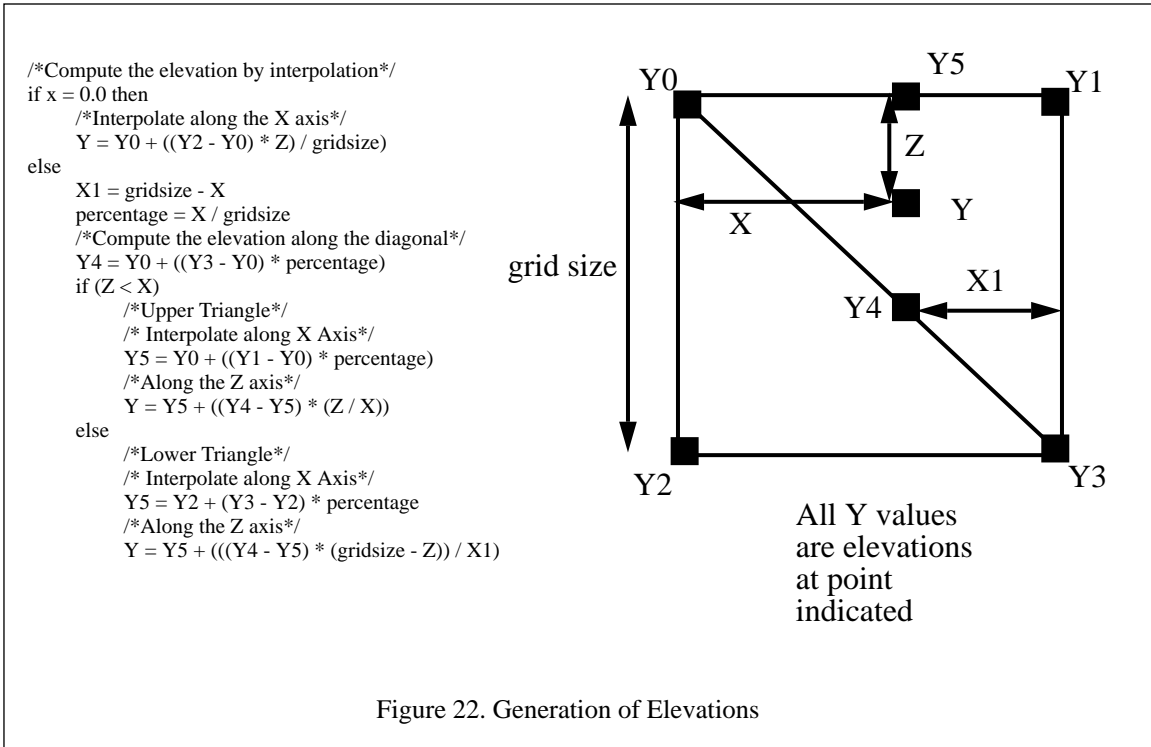 /*Compute the elevation by interpolation*/
if x = 0.0 then
/*Interpolate along the X axis*/
Y = Y0 + ((Y2 - Y0) * Z) / gridsize)
else
X1 = gridsize - X
percentage = X / gridsize
/*Compute the elevation along the diagonal*/
Y4 = Y0 + ((Y3 - Y0) * percentage)
if (Z < X)
/*Upper Triangle*/
/* Interpolate along X Axis*/
Y5 = Y0 + ((Y1 - Y0) * percentage)
/*Along the Z axis*/
Y = Y5 + ((Y4 - Y5) * (Z / X))
else
/*Lower Triangle*/
/* Interpolate along X Axis*/
Y5 = Y2 + (Y3 - Y2) * percentage
/*Along the Z axis*/
Y = Y5 + (((Y4 - Y5) * (gridsize - Z)) / X1)
Y5
Y0
Y1
Z
X
Y
grid size
X1
Y4
Y2
Y3
All Y values
are elevations
at point
indicated
Figure 22. Generation of Elevations